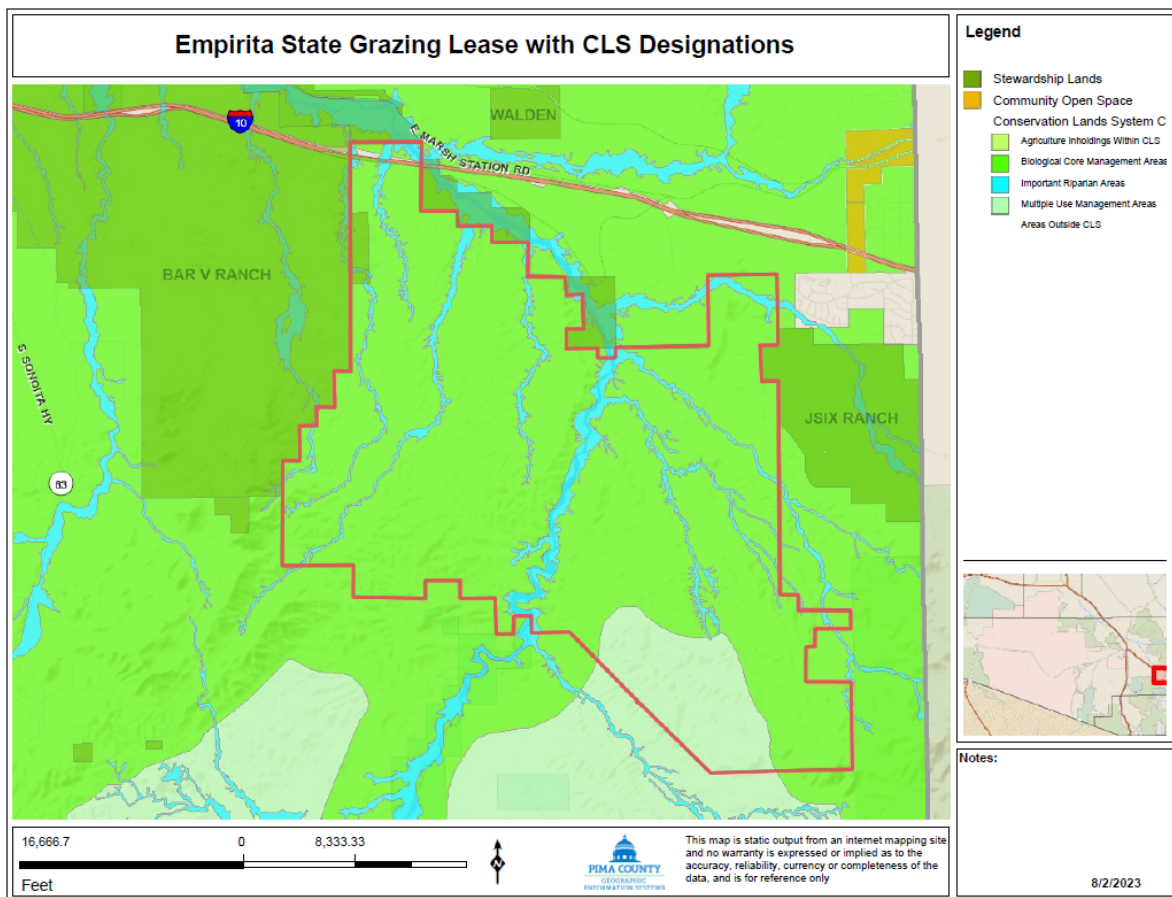 Empirita State Grazing Lease with CLS Designations
Legend
Stewardship Lands
Community Open Space
Conservation Lands System C
Agriculture Inholdings Within CLS
Biological Core Management Areas
Important Riparian Areas
Multiple Use Management Areas
Areas Outside CLS
10
WALDEN
E MARSH STATION RD
BAR V RANCH
S SONOITA HY
83
JSIX RANCH
Notes:
8/2/2023
16,666.7
0
8,333.33
Feet
N
PIMA COUNTY
GEOGRAPHIC
INFORMATION SYSTEMS
This map is static output from an internet mapping site
and no warranty is expressed or implied as to the
accuracy, reliability, currency or completeness of the
data, and is for reference only